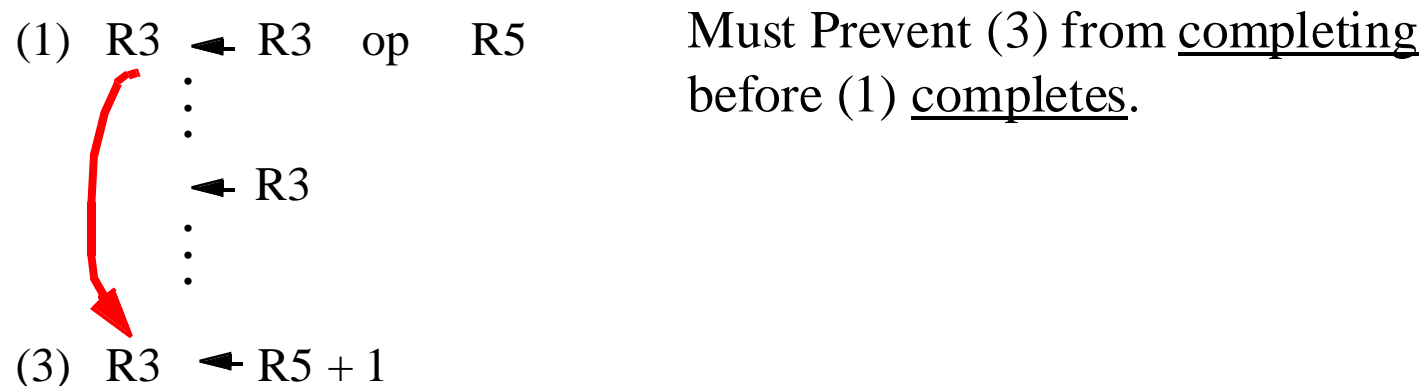 (1) R3 ← R3 op R5
Must Prevent (3) from completing
before (1) completes.
← R3
(3) R3 ← R5 + 1